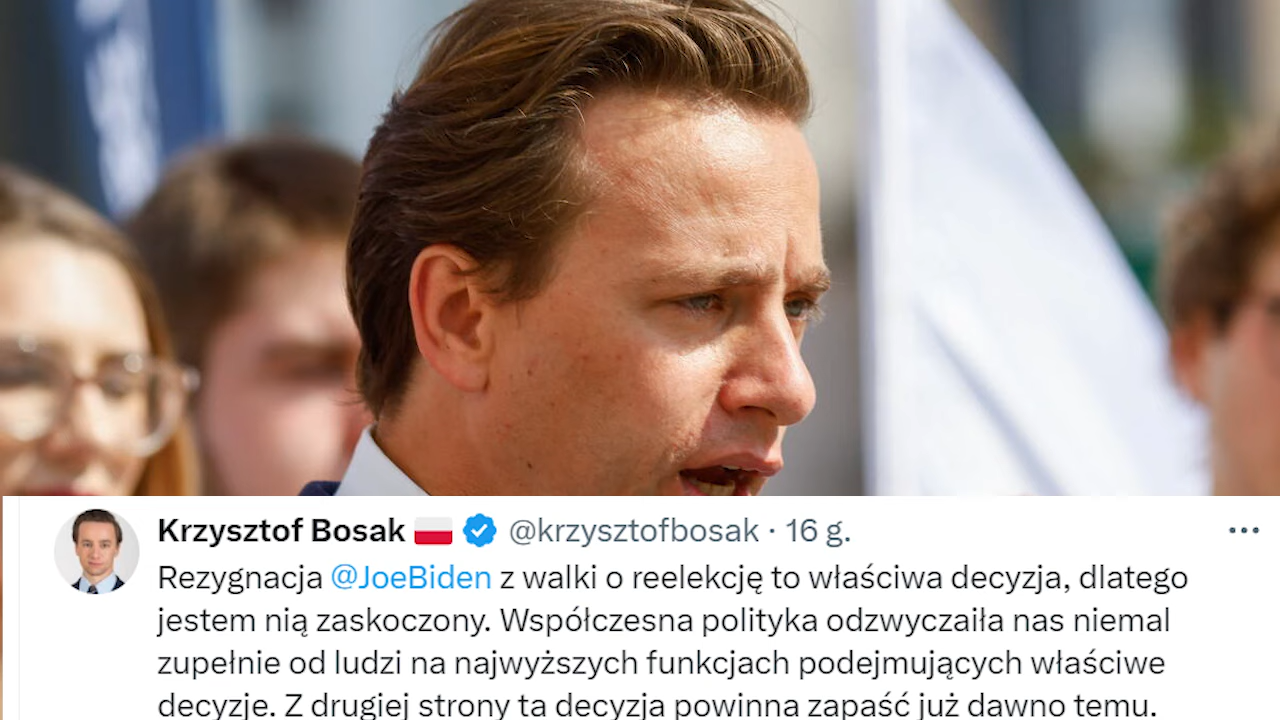 Krzysztof Bosak 🇵🇱 @krzysztofbosak · 16 g.
Rezygnacja @JoeBiden z walki o reelekcję to właściwa decyzja, dlatego
jestem nią zaskoczony. Współczesna polityka odzwyczaiła nas niemal
zupełnie od ludzi na najwyższych funkcjach podejmujących właściwe
decyzje. Z drugiej strony ta decyzja powinna zapaść już dawno temu.